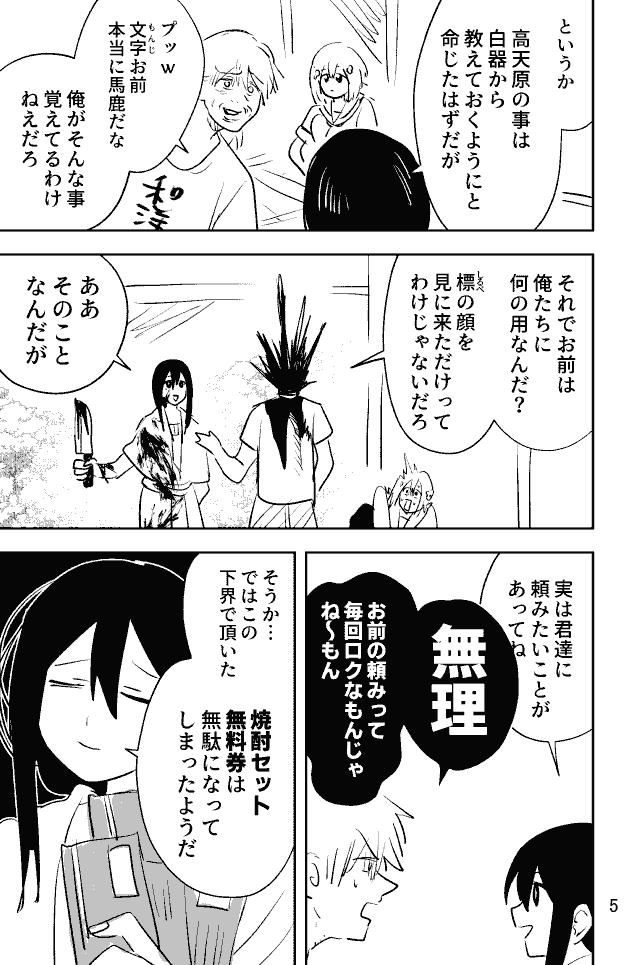 というか
高天原の事は
白器から
教えておくようにと
命じたはずだが
プッw
文字お前
もんじ
本当に馬鹿だな
俺がそんな事
覚えてるわけ
ねえだろ
和泩
それでお前は
俺たちに
何の用なんだ?
標の顔を
しるべ
見に来ただけって
わけじゃないだろ
ああ
そのこと
なんだが
実は君達に
頼みたいことが
あってね
無理
お前の頼みって
毎回ロクなもんじゃ
ね～もん
そうか…
ではこの
下界で頂いた
焼酎セット
無料券は
無駄になって
しまったようだ
5